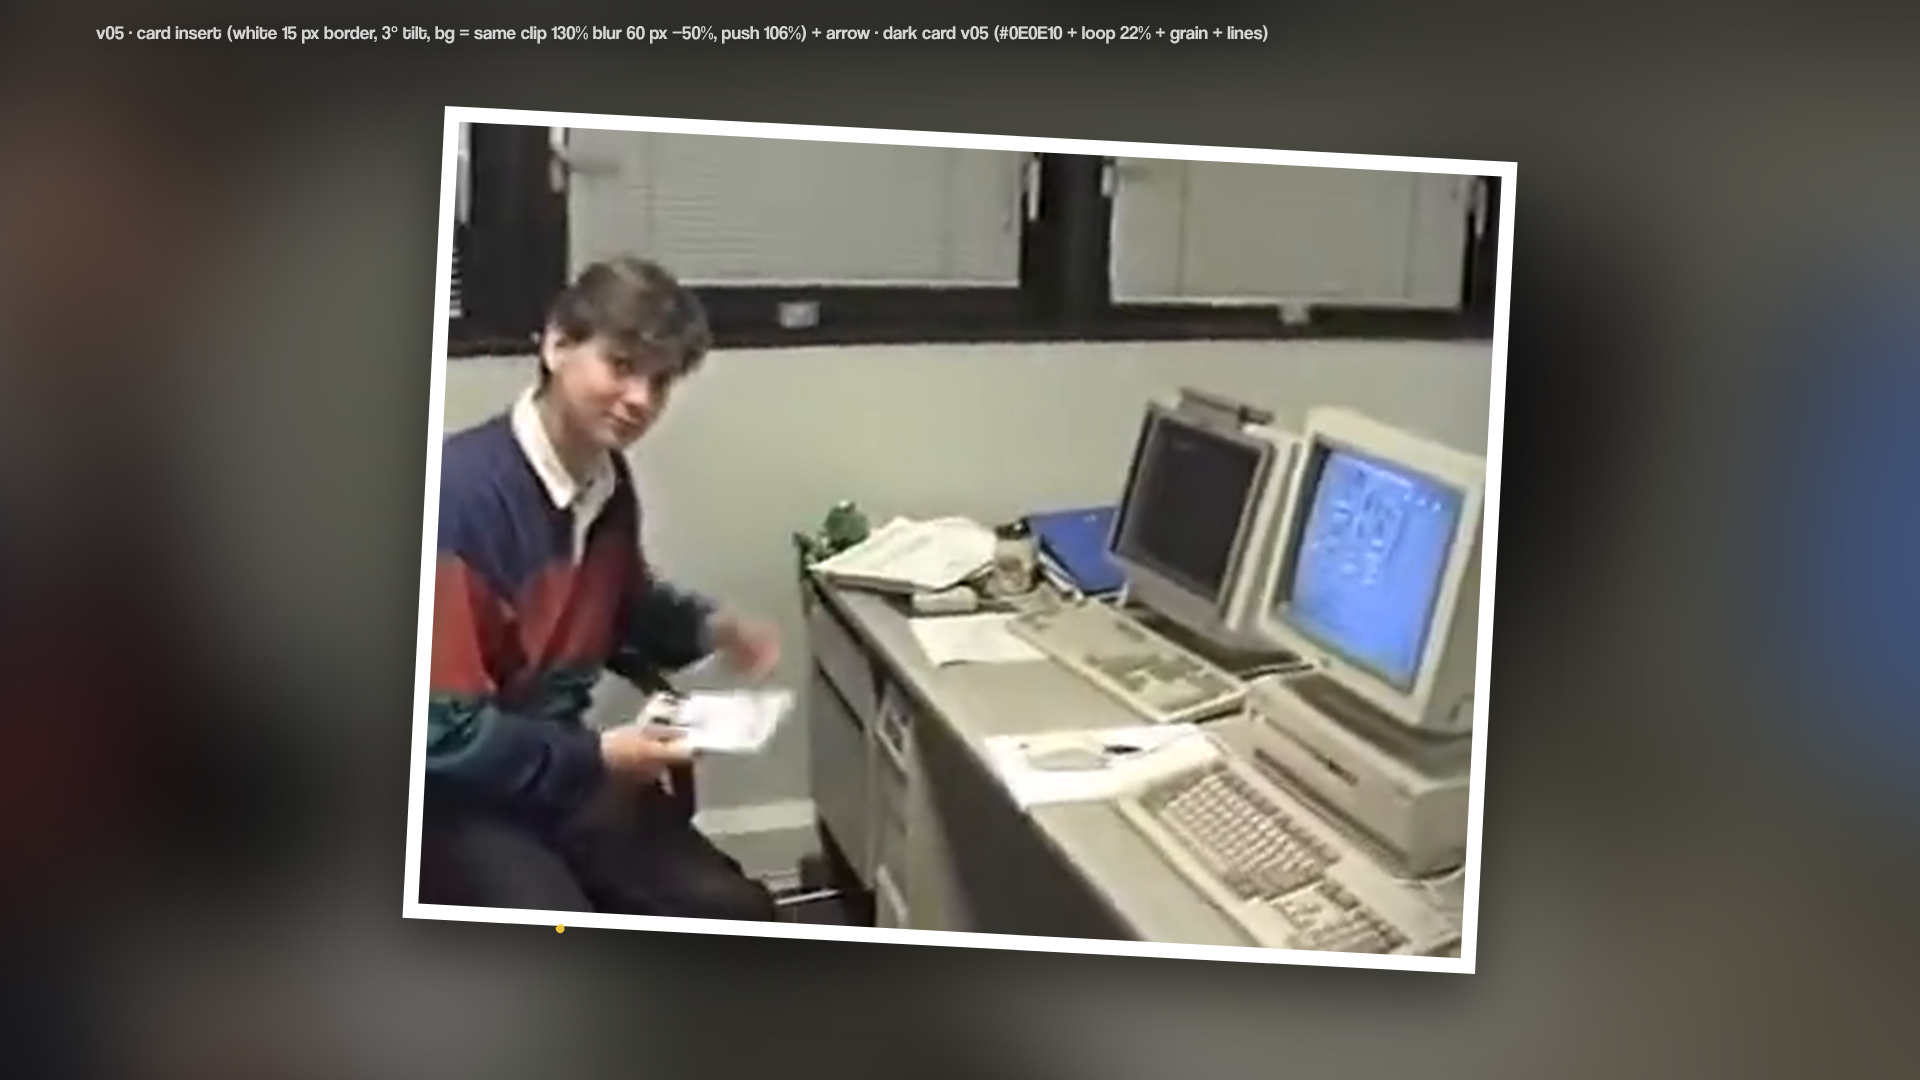 v05 · card insert (white 15 px border, 3° tilt, bg = same clip 130% blur 60 px −50%, push 106%) + arrow · dark card v05 (#0E0E10 + loop 22% + grain + lines)